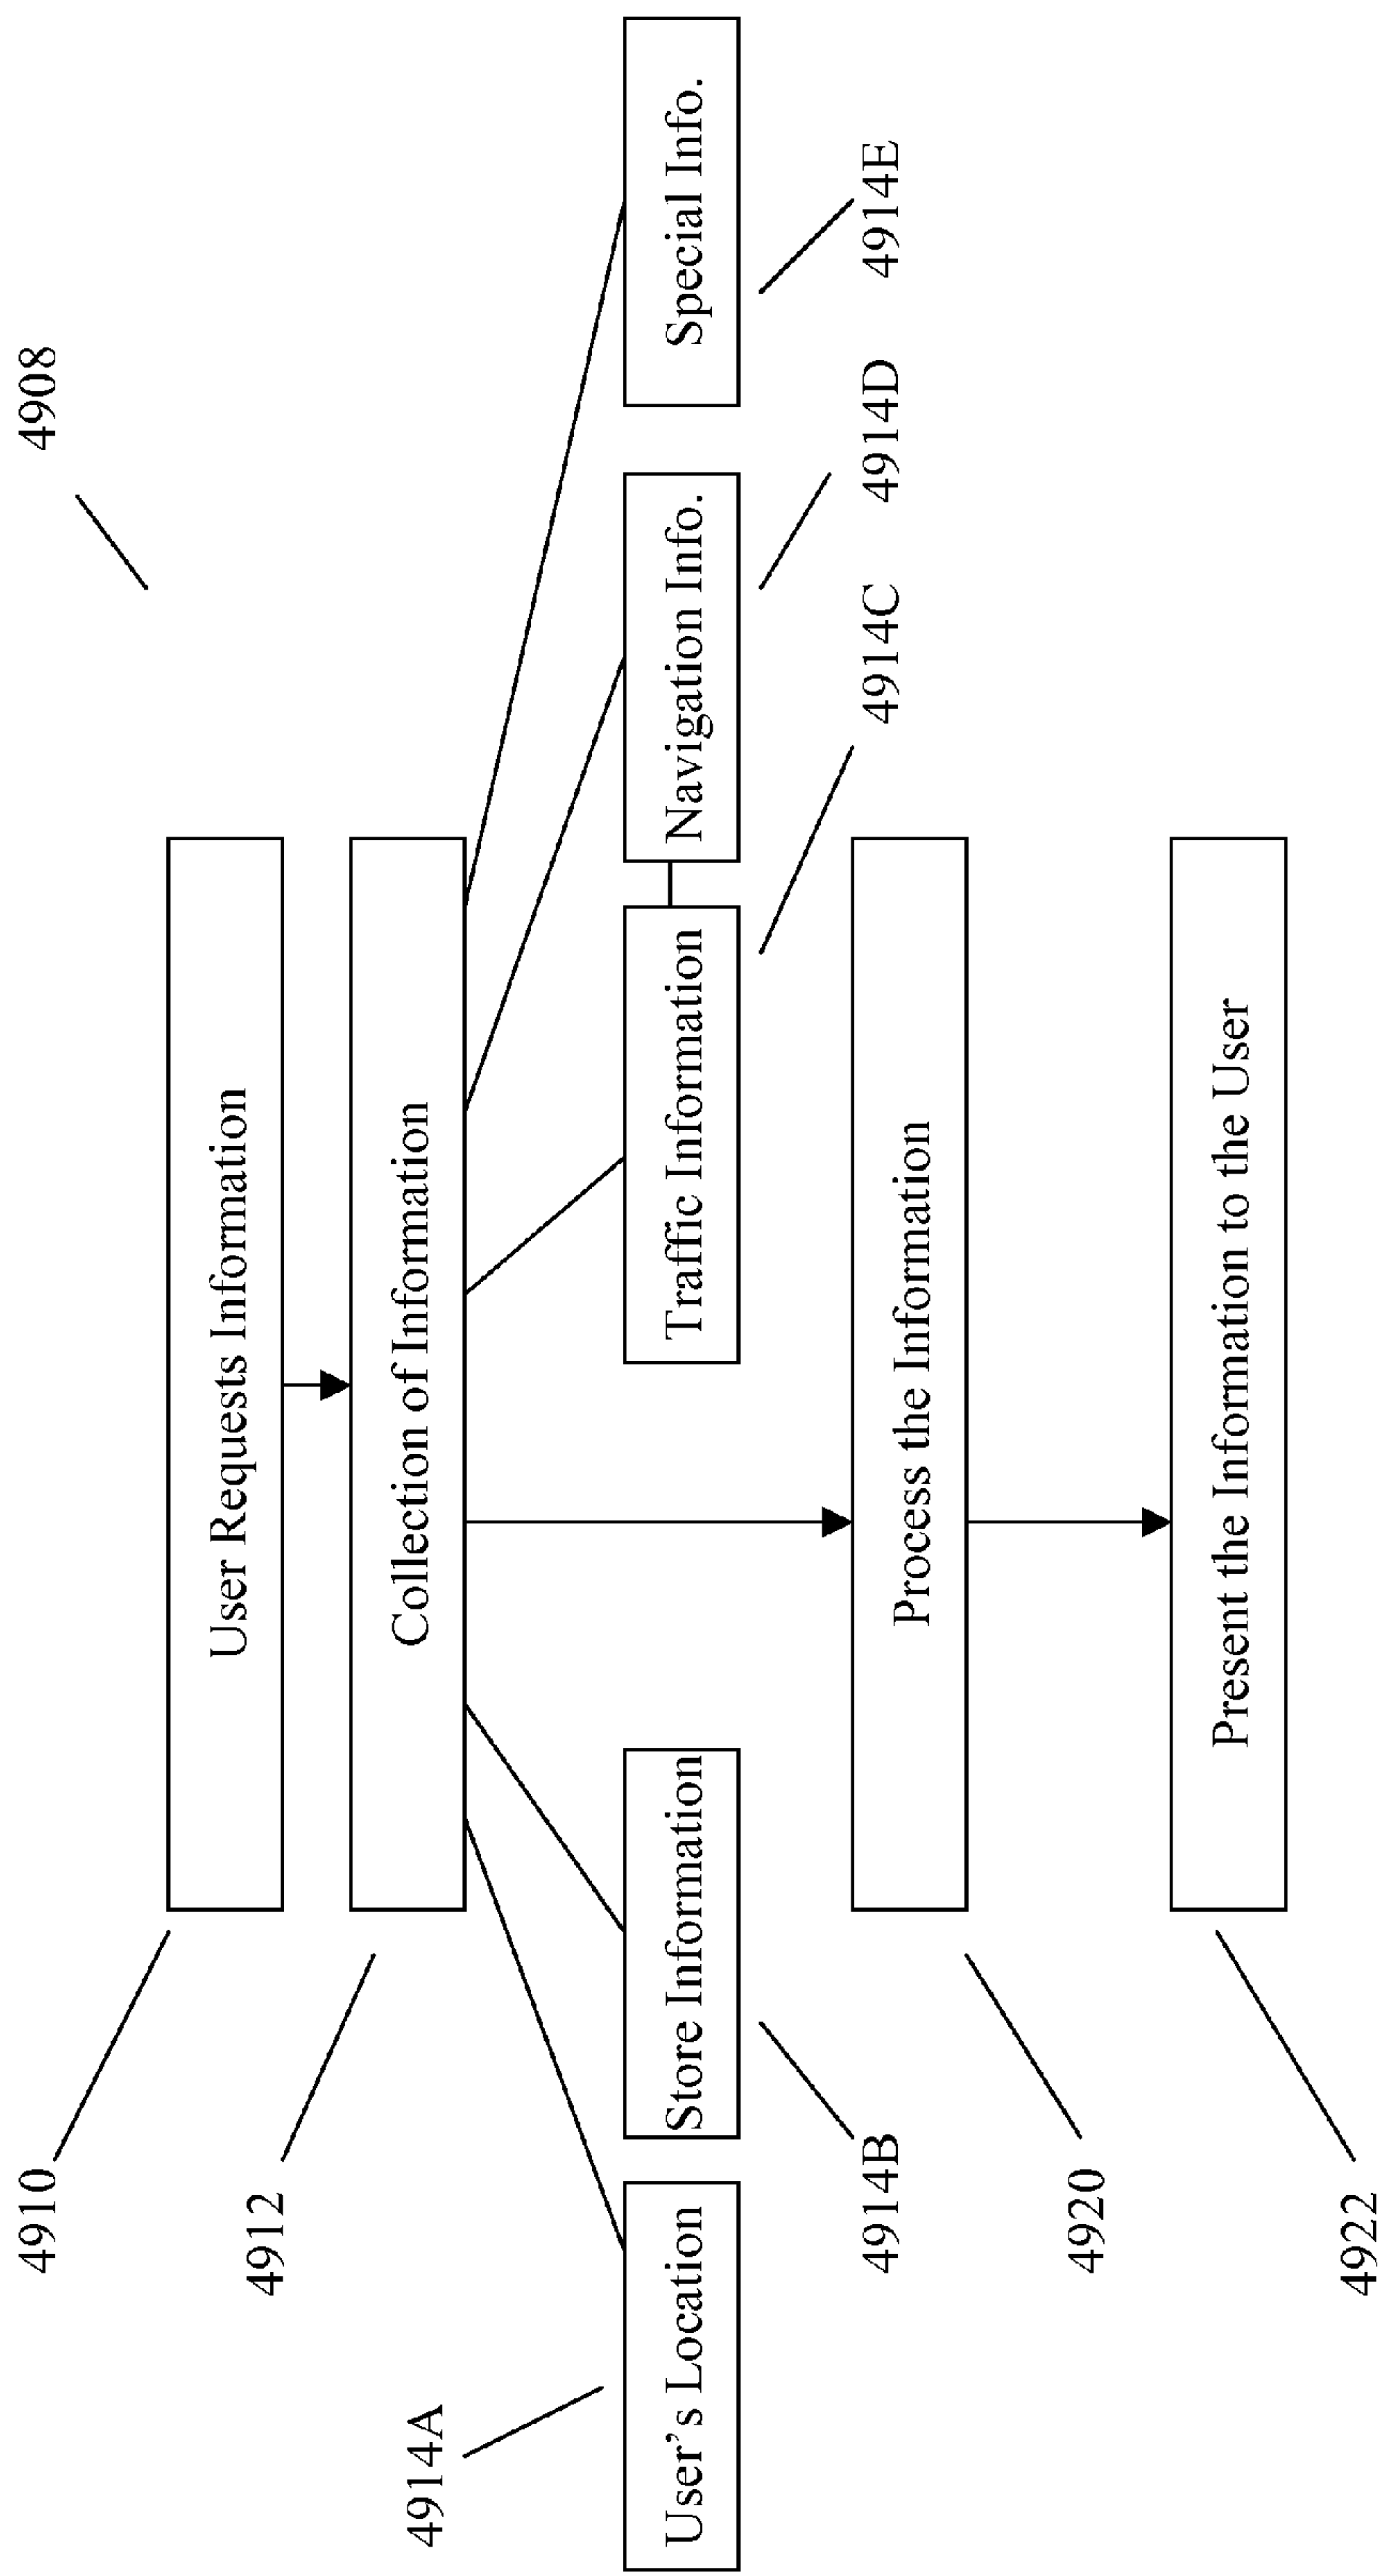 4908
4910
User Requests Information
4912
Collection of Information
4914A
User's Location
Store Information
Traffic Information
Navigation Info.
Special Info.
4914B
4914C
4914D
4914E
4920
Process the Information
4922
Present the Information to the User